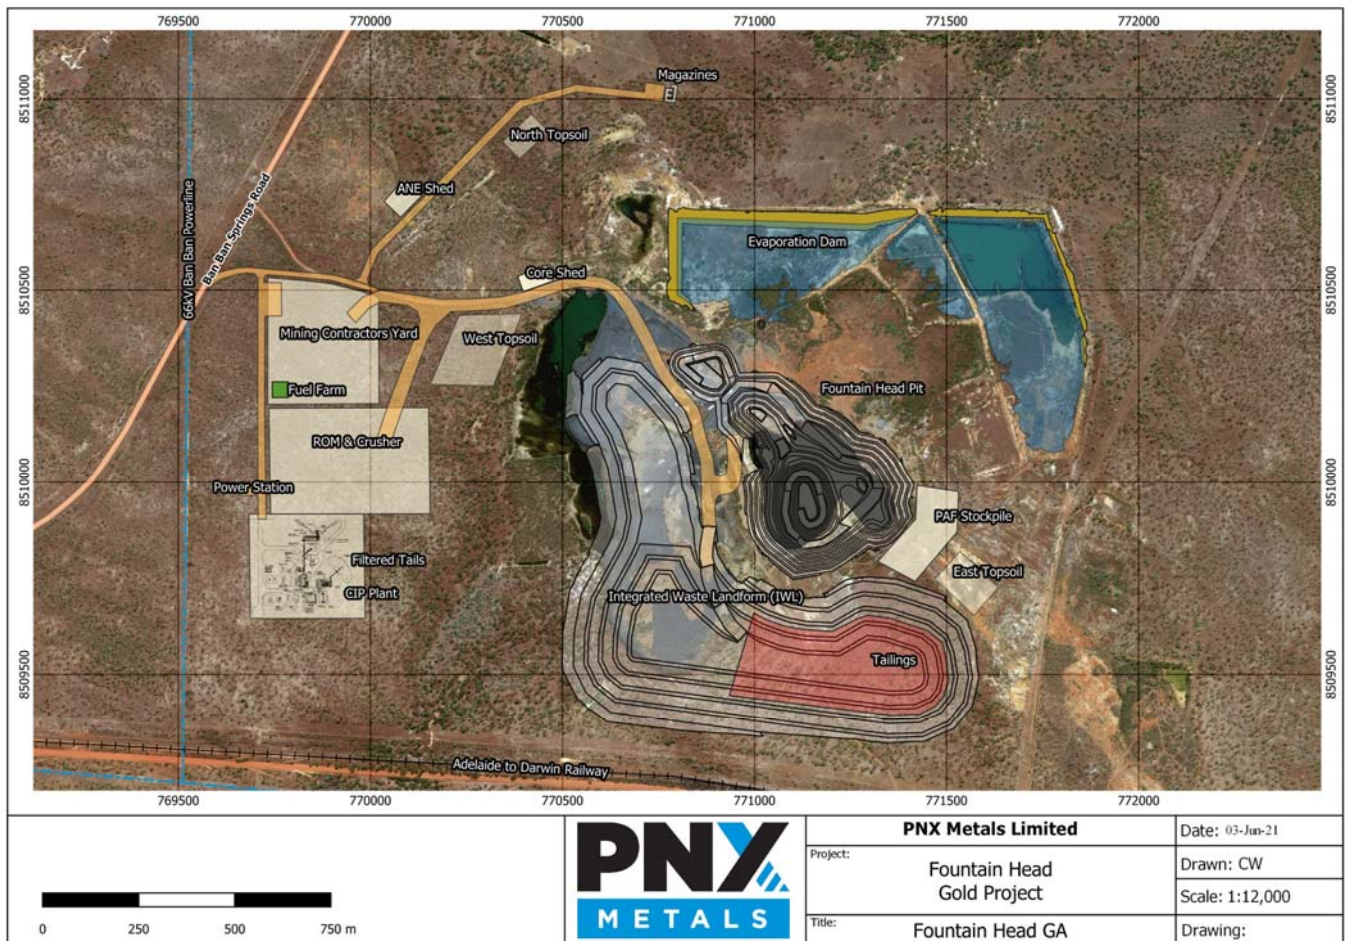 769500 770000 770500 771000 771500 772000
8511000
8511000
Magazines
North Topsoil
ANE Shed
66kV Ban Ban Powerline
Ban Ban Springs Road
Evaporation Dam
Core Shed
8510500
8510500
Mining Contractors Yard
West Topsoil
Fuel Farm
Fountain Head Pit
ROM & Crusher
Power Station
8510000
8510000
PAF Stockpile
Filtered Tails
East Topsoil
CIP Plant
Integrated Waste Landform (IWL)
Tailings
8509500
8509500
Adelaide to Darwin Railway
769500 770000 770500 771000 771500 772000
0 250 500 750 m
PNX
METALS
PNX Metals Limited
Project:
Fountain Head
Gold Project
Title:
Fountain Head GA
Date: 03-Jun-21
Drawn: CW
Scale: 1:12,000
Drawing: